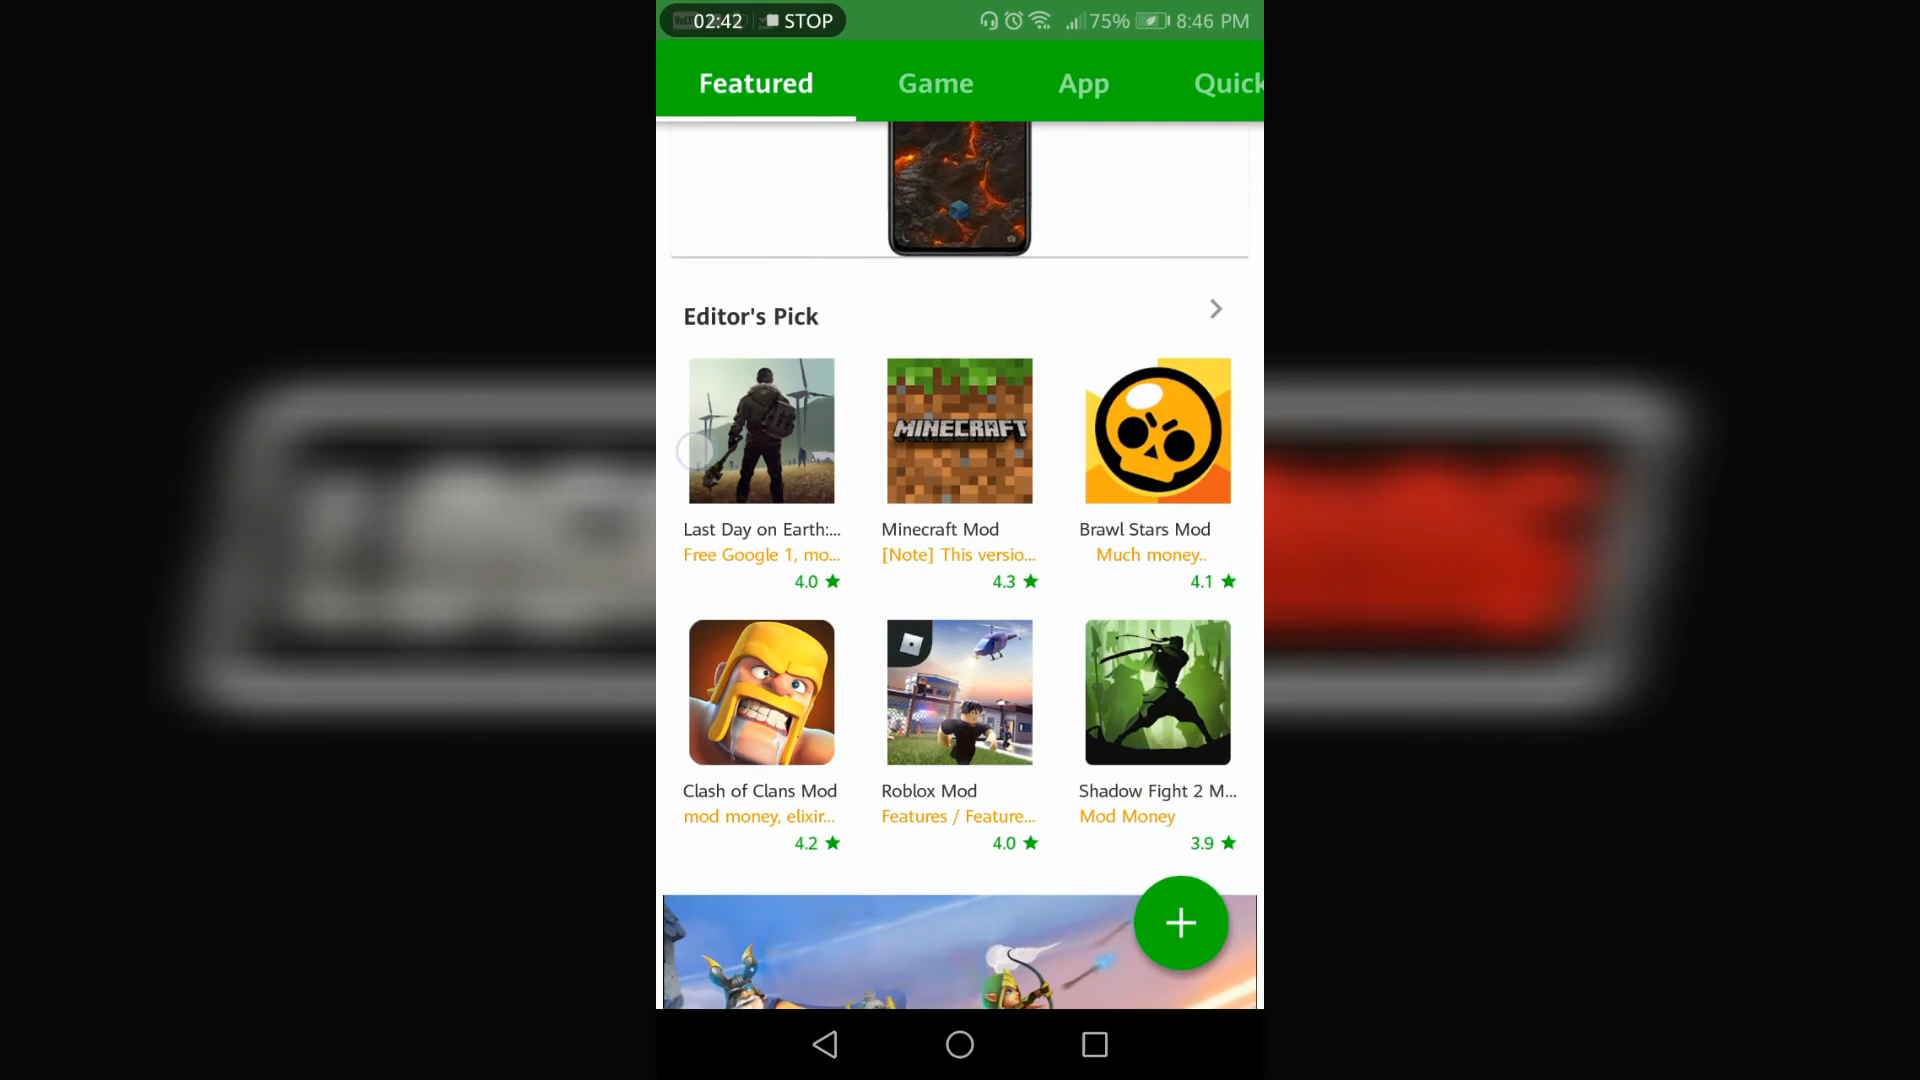 02:42 STOP 75% 8:46 PM
Featured Game App Quick
Editor's Pick
MINECRAFT
Last Day on Earth:... Minecraft Mod Brawl Stars Mod
Free Google 1, mo... [Note] This versio... Much money..
4.0 ★ 4.3 ★ 4.1 ★
Clash of Clans Mod Roblox Mod Shadow Fight 2 M...
mod money, elixir... Features / Feature... Mod Money
4.2 ★ 4.0 ★ 3.9 ★